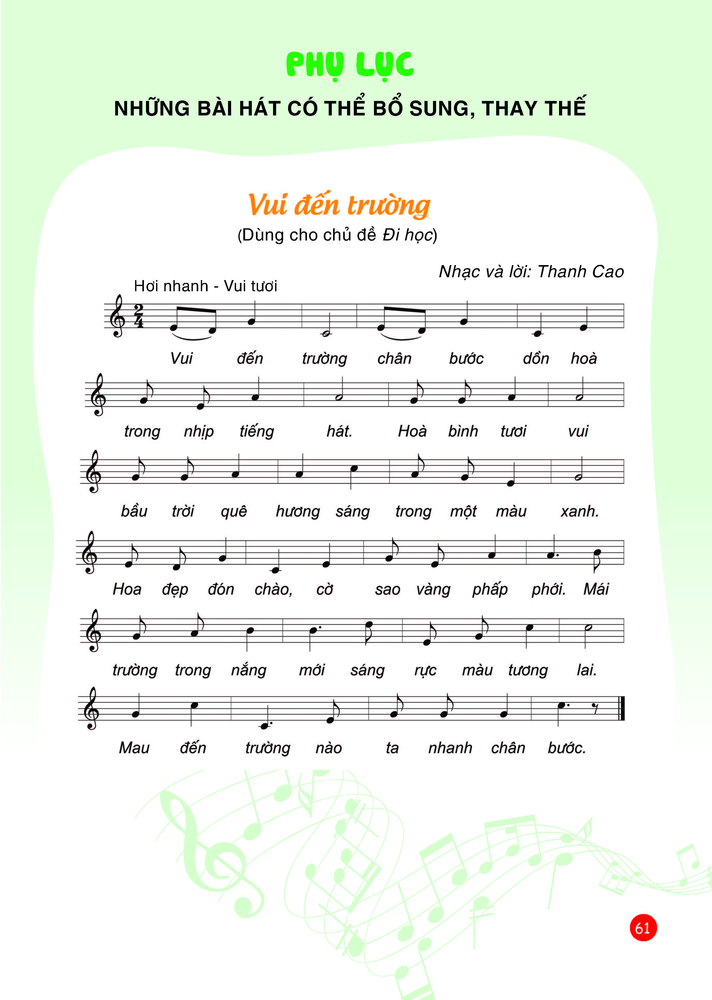 PHỤ LỤC
NHỮNG BÀI HÁT CÓ THỂ BỔ SUNG, THAY THẾ
Vui đến trường
(Dùng cho chủ đề Đi học)
Nhạc và lời: Thanh Cao
Hơi nhanh - Vui tươi
2
4
Vui đến trường chân bước dồn hoà
trong nhịp tiếng hát. Hoà bình tươi vui
bầu trời quê hương sáng trong một màu xanh.
Hoa đẹp đón chào, cờ sao vàng phấp phới. Mái
trường trong nắng mới sáng rực màu tương lai.
Mau đến trường nào ta nhanh chân bước.
61